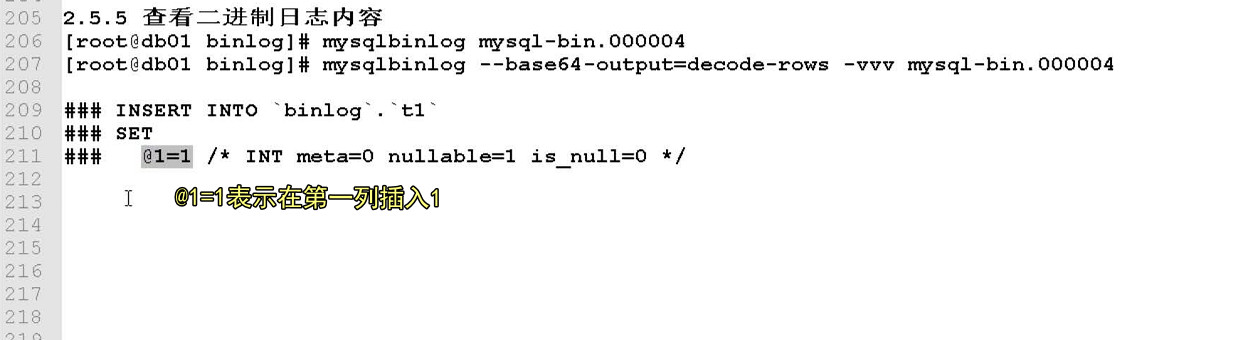 205 2.5.5 查看二进制日志内容
206 [root@db01 binlog]# mysqlbinlog mysql-bin.000004
207 [root@db01 binlog]# mysqlbinlog --base64-output=decode-rows -vvv mysql-bin.000004
208
209 ### INSERT INTO `binlog`.`t1`
210 ### SET
211 ###   @1=1 /* INT meta=0 nullable=1 is_null=0 */
212
213 @1=1表示在第一列插入1
214
215
216
217
218